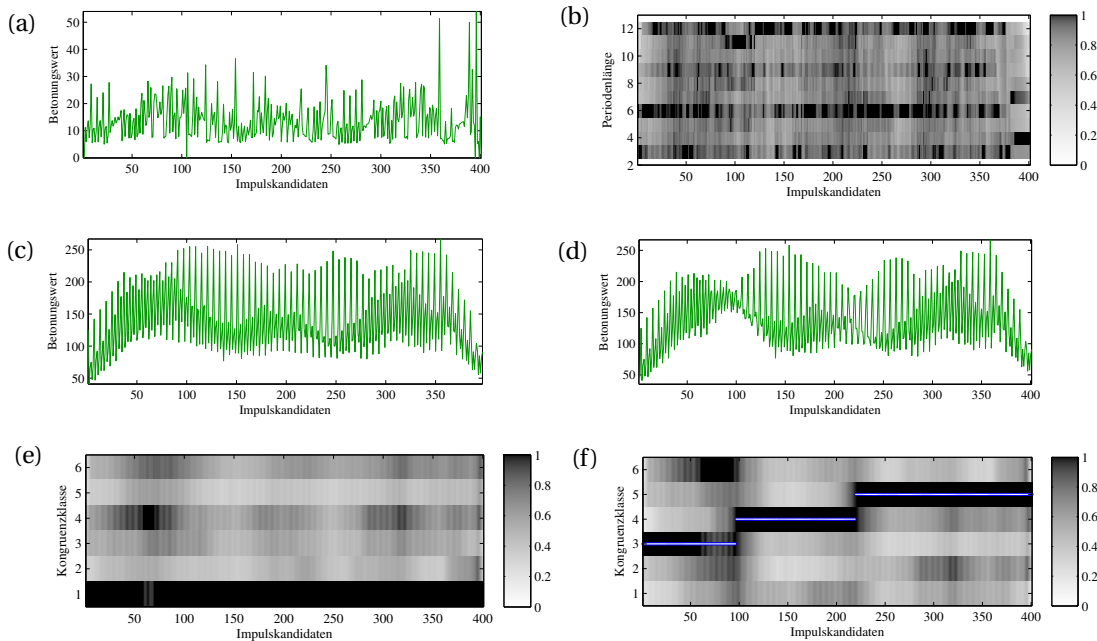 (a)
Betonungswert
50
40
30
20
10
0
50 100 150 200 250 300 350 400
Impulskandidaten
(b)
Periodenlänge
12
10
8
6
4
2
50 100 150 200 250 300 350 400
Impulskandidaten
1
0.8
0.6
0.4
0.2
0
(c)
Betonungswert
250
200
150
100
50
50 100 150 200 250 300 350
Impulskandidaten
(d)
Betonungswert
250
200
150
100
50
50 100 150 200 250 300 350 400
Impulskandidaten
(e)
Kongruenzklasse
6
5
4
3
2
1
50 100 150 200 250 300 350 400
Impulskandidaten
1
0.8
0.6
0.4
0.2
0
(f)
Kongruenzklasse
6
5
4
3
2
1
50 100 150 200 250 300 350 400
Impulskandidaten
1
0.8
0.6
0.4
0.2
0